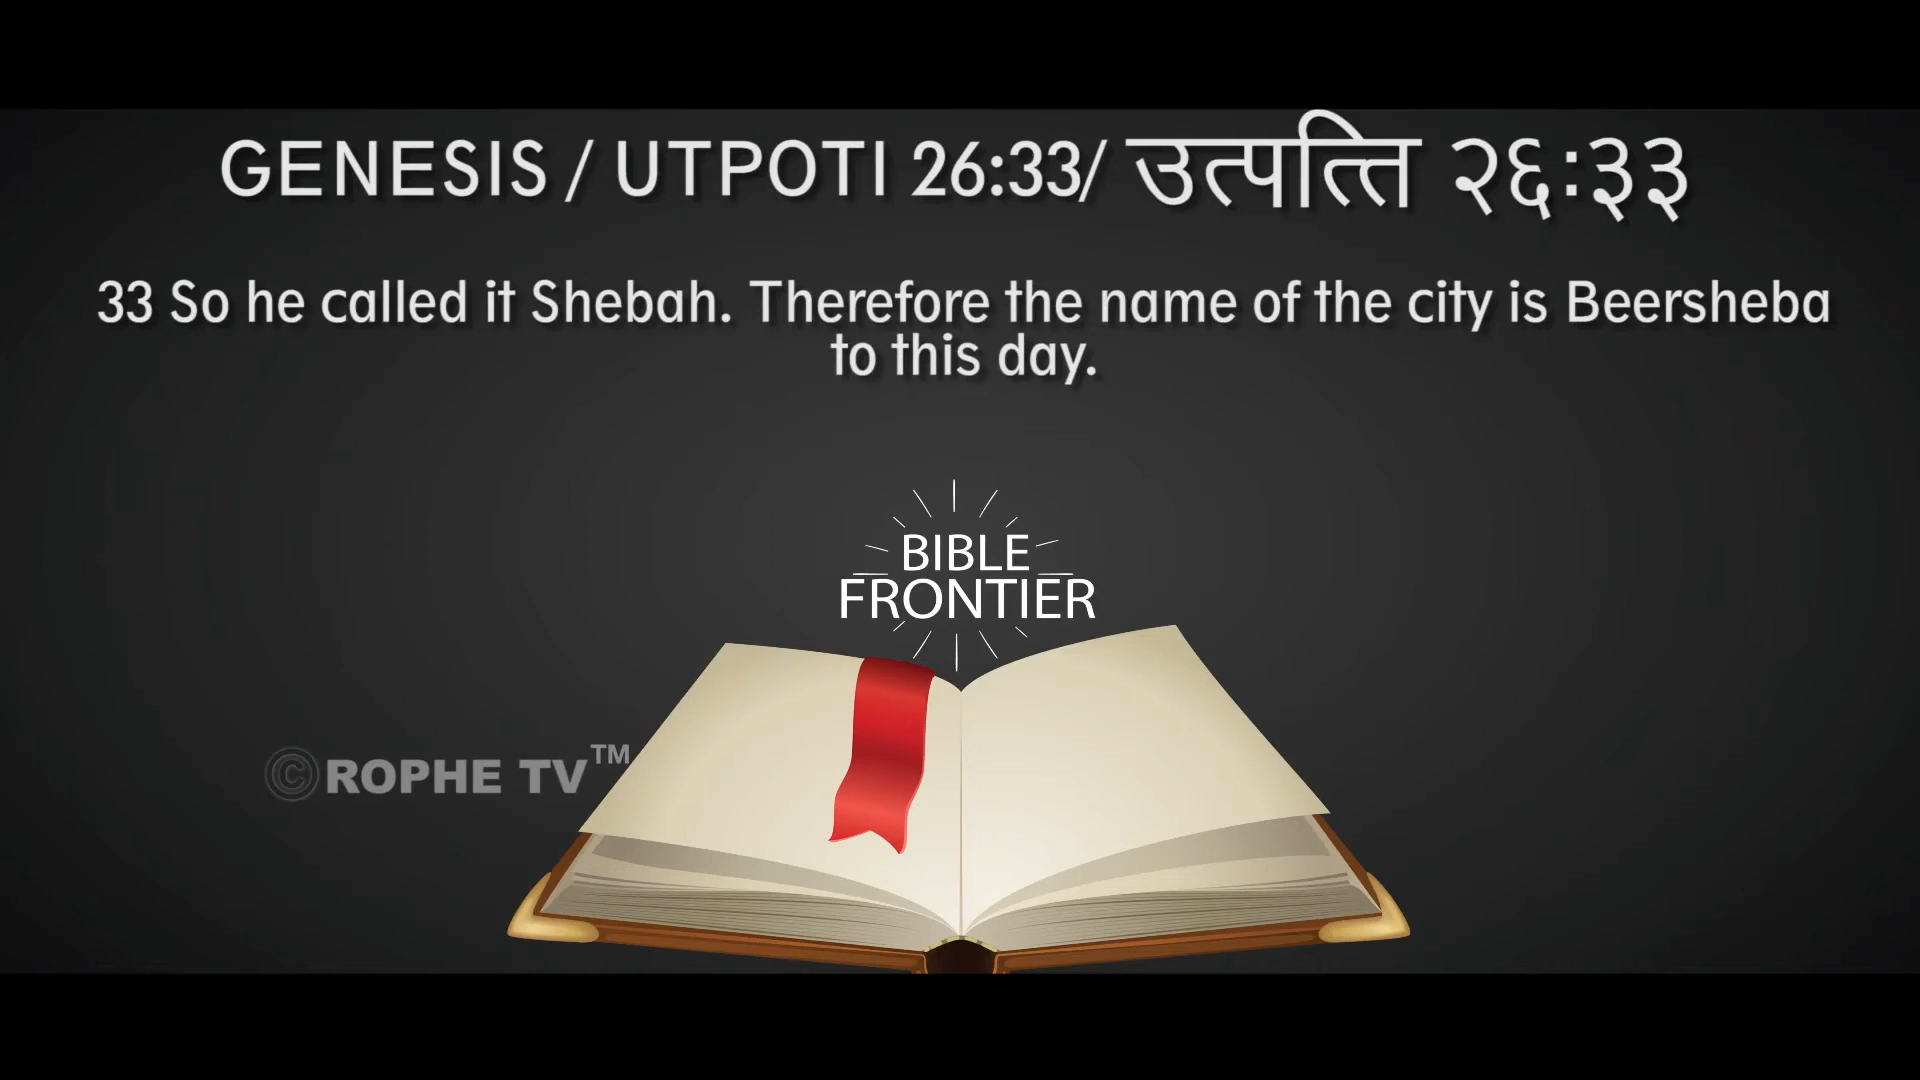 GENESIS / UTPOTI 26:33/ उत्पत्ति २६:३३
33 So he called it Shebah. Therefore the name of the city is Beersheba
to this day.
BIBLE
FRONTIER
©ROPHE TV™